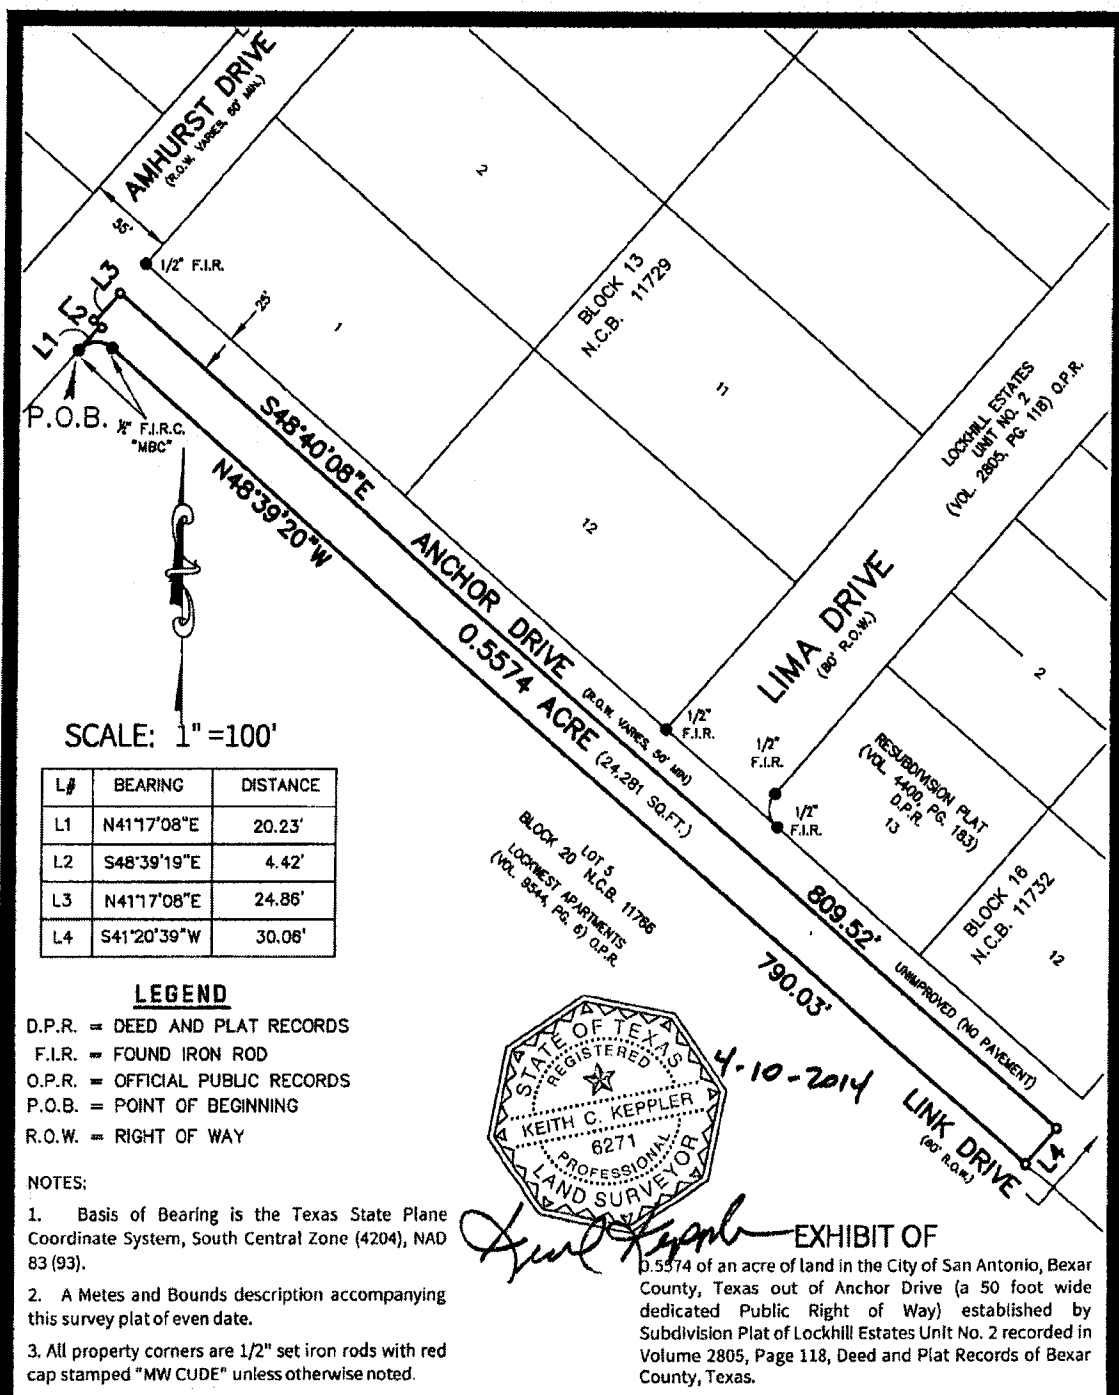 AMHURST DRIVE
(R.O.W. VARIES, 50' MIN.)
55'
1/2" F.I.R.
L3
L2
L1
P.O.B.
½" F.I.R.C.
"MBC"
25'
1
2
BLOCK 13
N.C.B. 11729
11
12
LOCKHILL ESTATES
UNIT NO. 2
(VOL. 2805, PG. 118) O.P.R.
S48°40'08"E
N48°39'20"W
ANCHOR DRIVE
(R.O.W. VARIES, 50' MIN)
0.5574 ACRE (24,281 SQ.FT.)
LIMA DRIVE
(80' R.O.W.)
1/2"
F.I.R.
1/2"
F.I.R.
1/2"
F.I.R.
2
RESUBDIVISION PLAT
(VOL. 4400, PG. 183)
D.P.R.
13
BLOCK 16
N.C.B. 11732
12
LOT 5
BLOCK 20 N.C.B. 11766
LOCKWEST APARTMENTS
(VOL. 9544, PG. 6) O.P.R.
809.52'
790.03'
UNIMPROVED (NO PAVEMENT)
LINK DRIVE
(60' R.O.W.)
L4
SCALE: 1"=100'
L# BEARING DISTANCE
L1 N41°17'08"E 20.23'
L2 S48°39'19"E 4.42'
L3 N41°17'08"E 24.86'
L4 S41°20'39"W 30.06'
LEGEND
D.P.R. = DEED AND PLAT RECORDS
F.I.R. = FOUND IRON ROD
O.P.R. = OFFICIAL PUBLIC RECORDS
P.O.B. = POINT OF BEGINNING
R.O.W. = RIGHT OF WAY
NOTES:
1. Basis of Bearing is the Texas State Plane
Coordinate System, South Central Zone (4204), NAD
83 (93).
2. A Metes and Bounds description accompanying
this survey plat of even date.
3. All property corners are 1/2" set iron rods with red
cap stamped "MW CUDE" unless otherwise noted.
STATE OF TEXAS
REGISTERED
KEITH C. KEPPLER
6271
PROFESSIONAL
LAND SURVEYOR
4-10-2014
EXHIBIT OF
0.5574 of an acre of land in the City of San Antonio, Bexar
County, Texas out of Anchor Drive (a 50 foot wide
dedicated Public Right of Way) established by
Subdivision Plat of Lockhill Estates Unit No. 2 recorded in
Volume 2805, Page 118, Deed and Plat Records of Bexar
County, Texas.